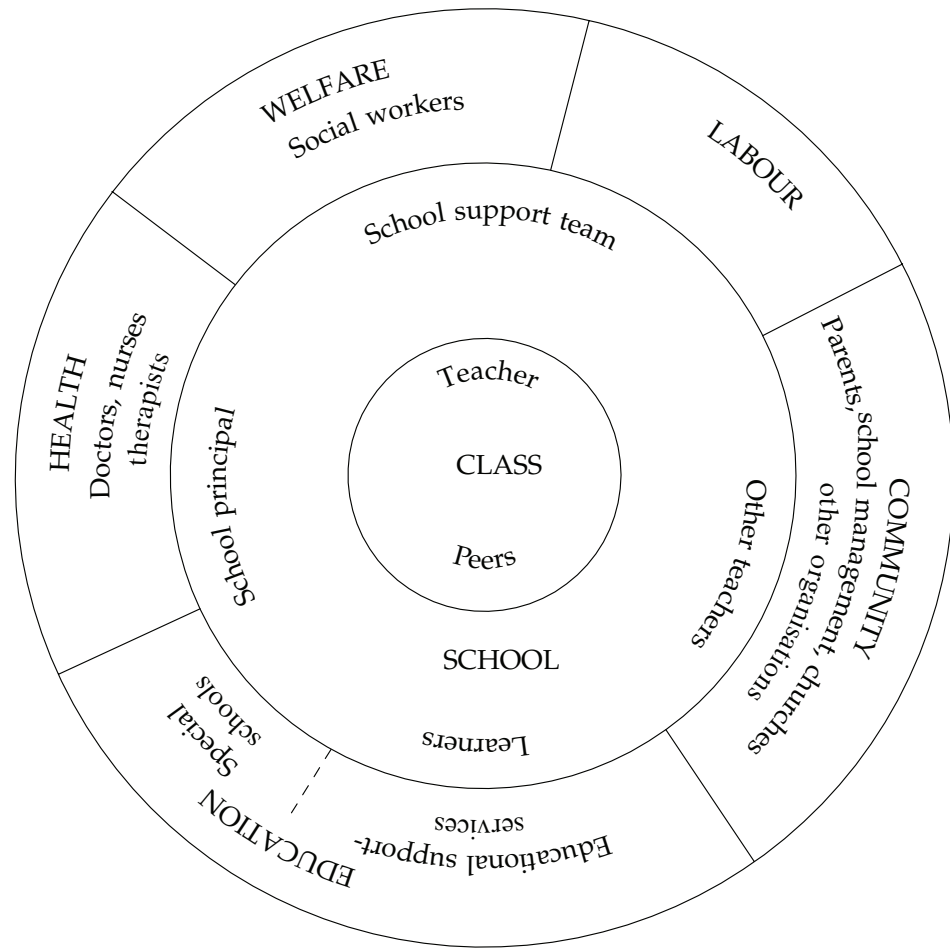 WELFARE
Social workers
LABOUR
School support team
HEALTH
Doctors, nurses
therapists
School principal
Teacher
CLASS
Peers
Other teachers
COMMUNITY
Parents, school management, churches
other organisations
SCHOOL
Learners
Special
schools
EDUCATION
Educational support-
services